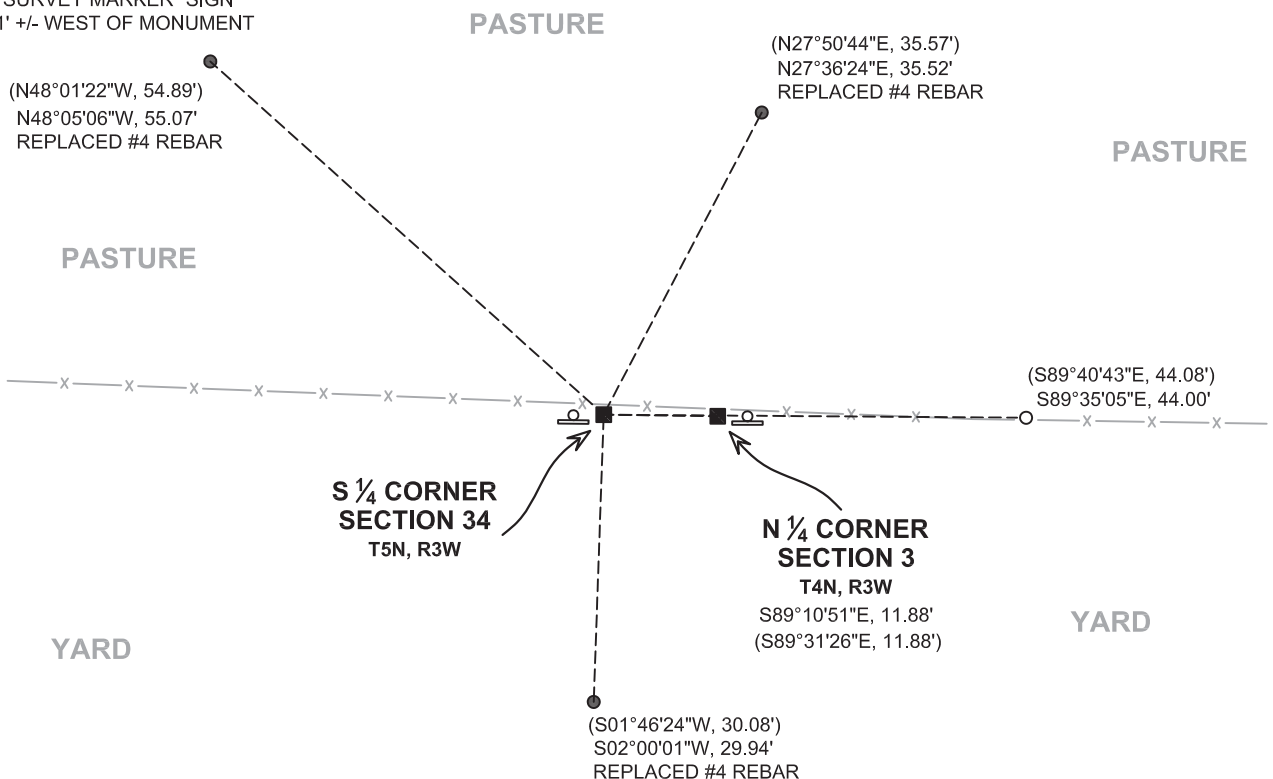 SURVEY MARKER" SIGN
1' +/- WEST OF MONUMENT
PASTURE
(N27°50'44"E, 35.57')
N27°36'24"E, 35.52'
REPLACED #4 REBAR
(N48°01'22"W, 54.89')
N48°05'06"W, 55.07'
REPLACED #4 REBAR
PASTURE
PASTURE
(S89°40'43"E, 44.08')
S89°35'05"E, 44.00'
S ¼ CORNER
SECTION 34
T5N, R3W
N ¼ CORNER
SECTION 3
T4N, R3W
S89°10'51"E, 11.88'
(S89°31'26"E, 11.88')
YARD
YARD
(S01°46'24"W, 30.08')
S02°00'01"W, 29.94'
REPLACED #4 REBAR